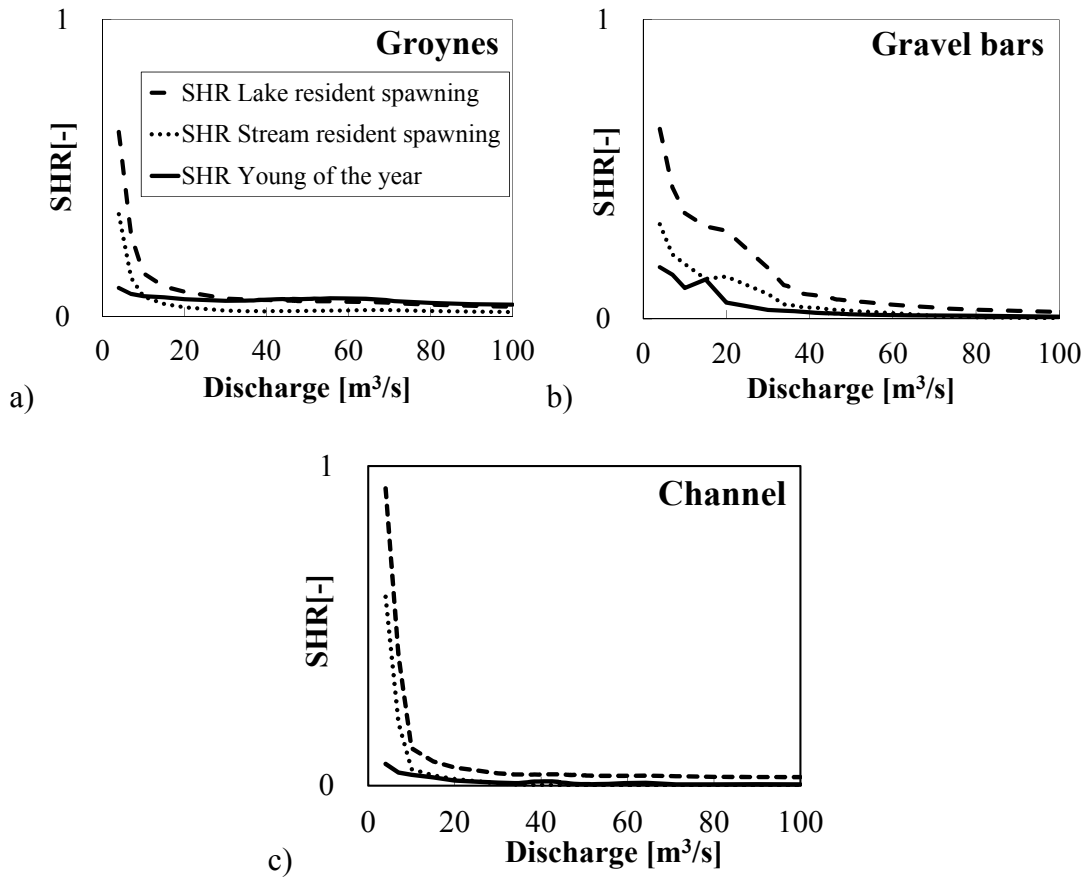 1
Groynes
SHR Lake resident spawning
SHR Stream resident spawning
SHR Young of the year
SHR[-]
0
0 20 40 60 80 100
Discharge [m³/s]
a)
1
Gravel bars
SHR[-]
0
0 20 40 60 80 100
Discharge [m³/s]
b)
1
Channel
SHR[-]
0
0 20 40 60 80 100
Discharge [m³/s]
c)